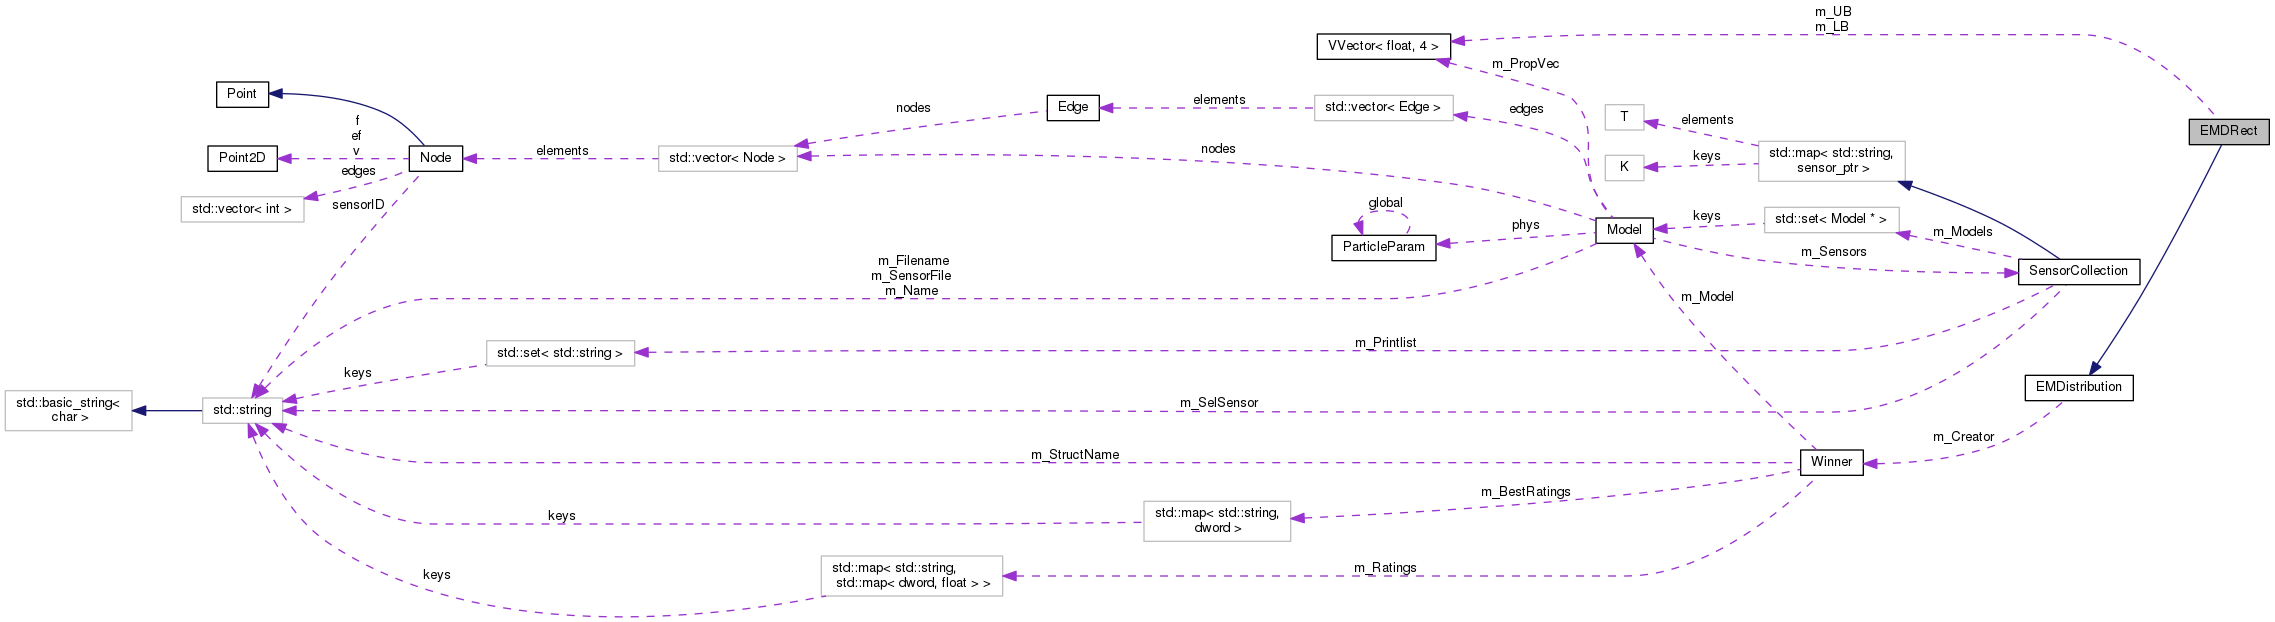 m_UB
m_LB
VVector< float, 4 >
m_PropVec
Point
nodes
Edge
elements
std::vector< Edge >
edges
T
elements
EMDRect
f
ef
v
Point2D
Node
elements
std::vector< Node >
nodes
K
keys
std::map< std::string,
sensor_ptr >
edges
std::vector< int >
sensorID
global
ParticleParam
phys
Model
keys
std::set< Model * >
m_Models
m_Sensors
SensorCollection
m_Filename
m_SensorFile
m_Name
m_Model
std::set< std::string >
m_Printlist
keys
std::basic_string<
char >
std::string
m_SelSensor
EMDistribution
m_Creator
m_StructName
Winner
m_BestRatings
keys
std::map< std::string,
dword >
m_Ratings
keys
std::map< std::string,
std::map< dword, float > >